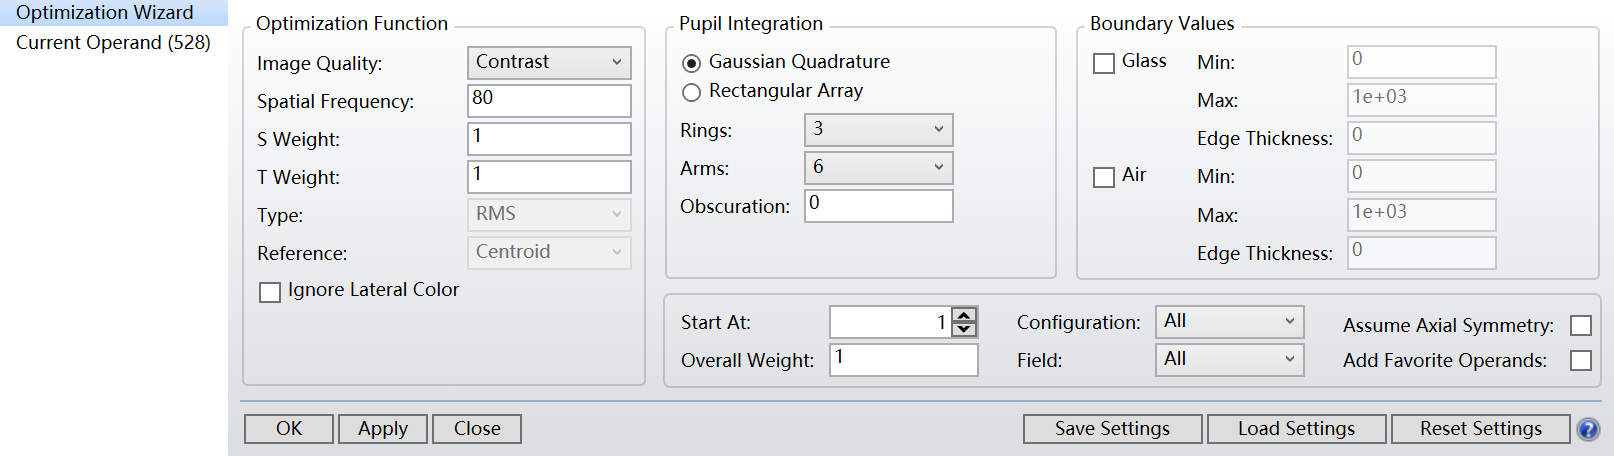 Optimization Wizard
Current Operand (528)
Optimization Function
Image Quality: Contrast
Spatial Frequency: 80
S Weight: 1
T Weight: 1
Type: RMS
Reference: Centroid
Ignore Lateral Color
Pupil Integration
Gaussian Quadrature
Rectangular Array
Rings: 3
Arms: 6
Obscuration: 0
Boundary Values
Glass Min: 0
Max: 1e+03
Edge Thickness: 0
Air Min: 0
Max: 1e+03
Edge Thickness: 0
Start At: 1 Configuration: All Assume Axial Symmetry:
Overall Weight: 1 Field: All Add Favorite Operands:
OK Apply Close Save Settings Load Settings Reset Settings ?